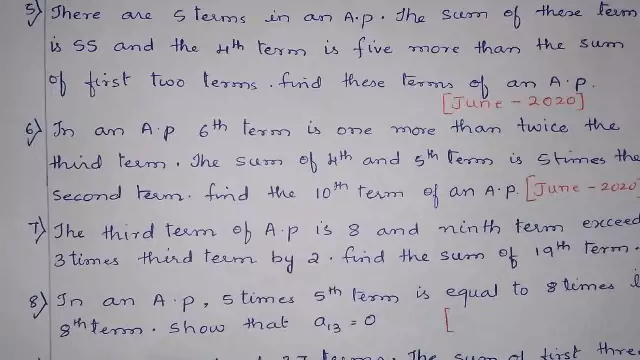 5) There are 5 terms in an A.p. The sum of these term
is 55 and the 4th term is five more than the sum
of first two terms. find these terms of an A.p.
[June - 2020]
6) In an A.p 6th term is one more than twice the
third term. The sum of 4th and 5th term is 5 times the
second term. find the 10th term of an A.p. [June - 2020]
7) The third term of A.p is 8 and ninth term exceed
3 times third term by 2. find the sum of 19th term.
8) In an A.p, 5 times 5th term is equal to 8 times
8th term. show that a13 = 0 [
The sum of first three